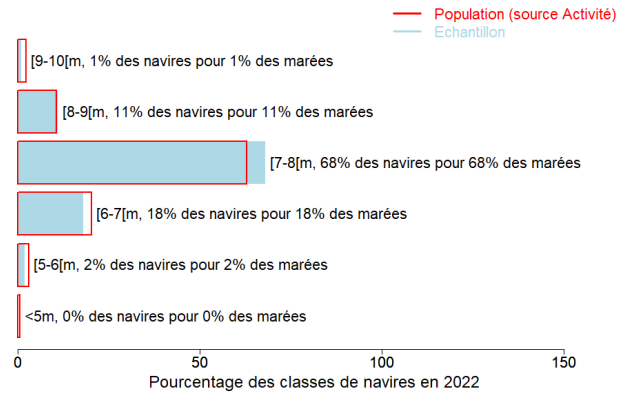 Population (source Activité)
Echantillon
[9-10[m, 1% des navires pour 1% des marées
[8-9[m, 11% des navires pour 11% des marées
[7-8[m, 68% des navires pour 68% des marées
[6-7[m, 18% des navires pour 18% des marées
[5-6[m, 2% des navires pour 2% des marées
<5m, 0% des navires pour 0% des marées
0 50 100 150
Pourcentage des classes de navires en 2022